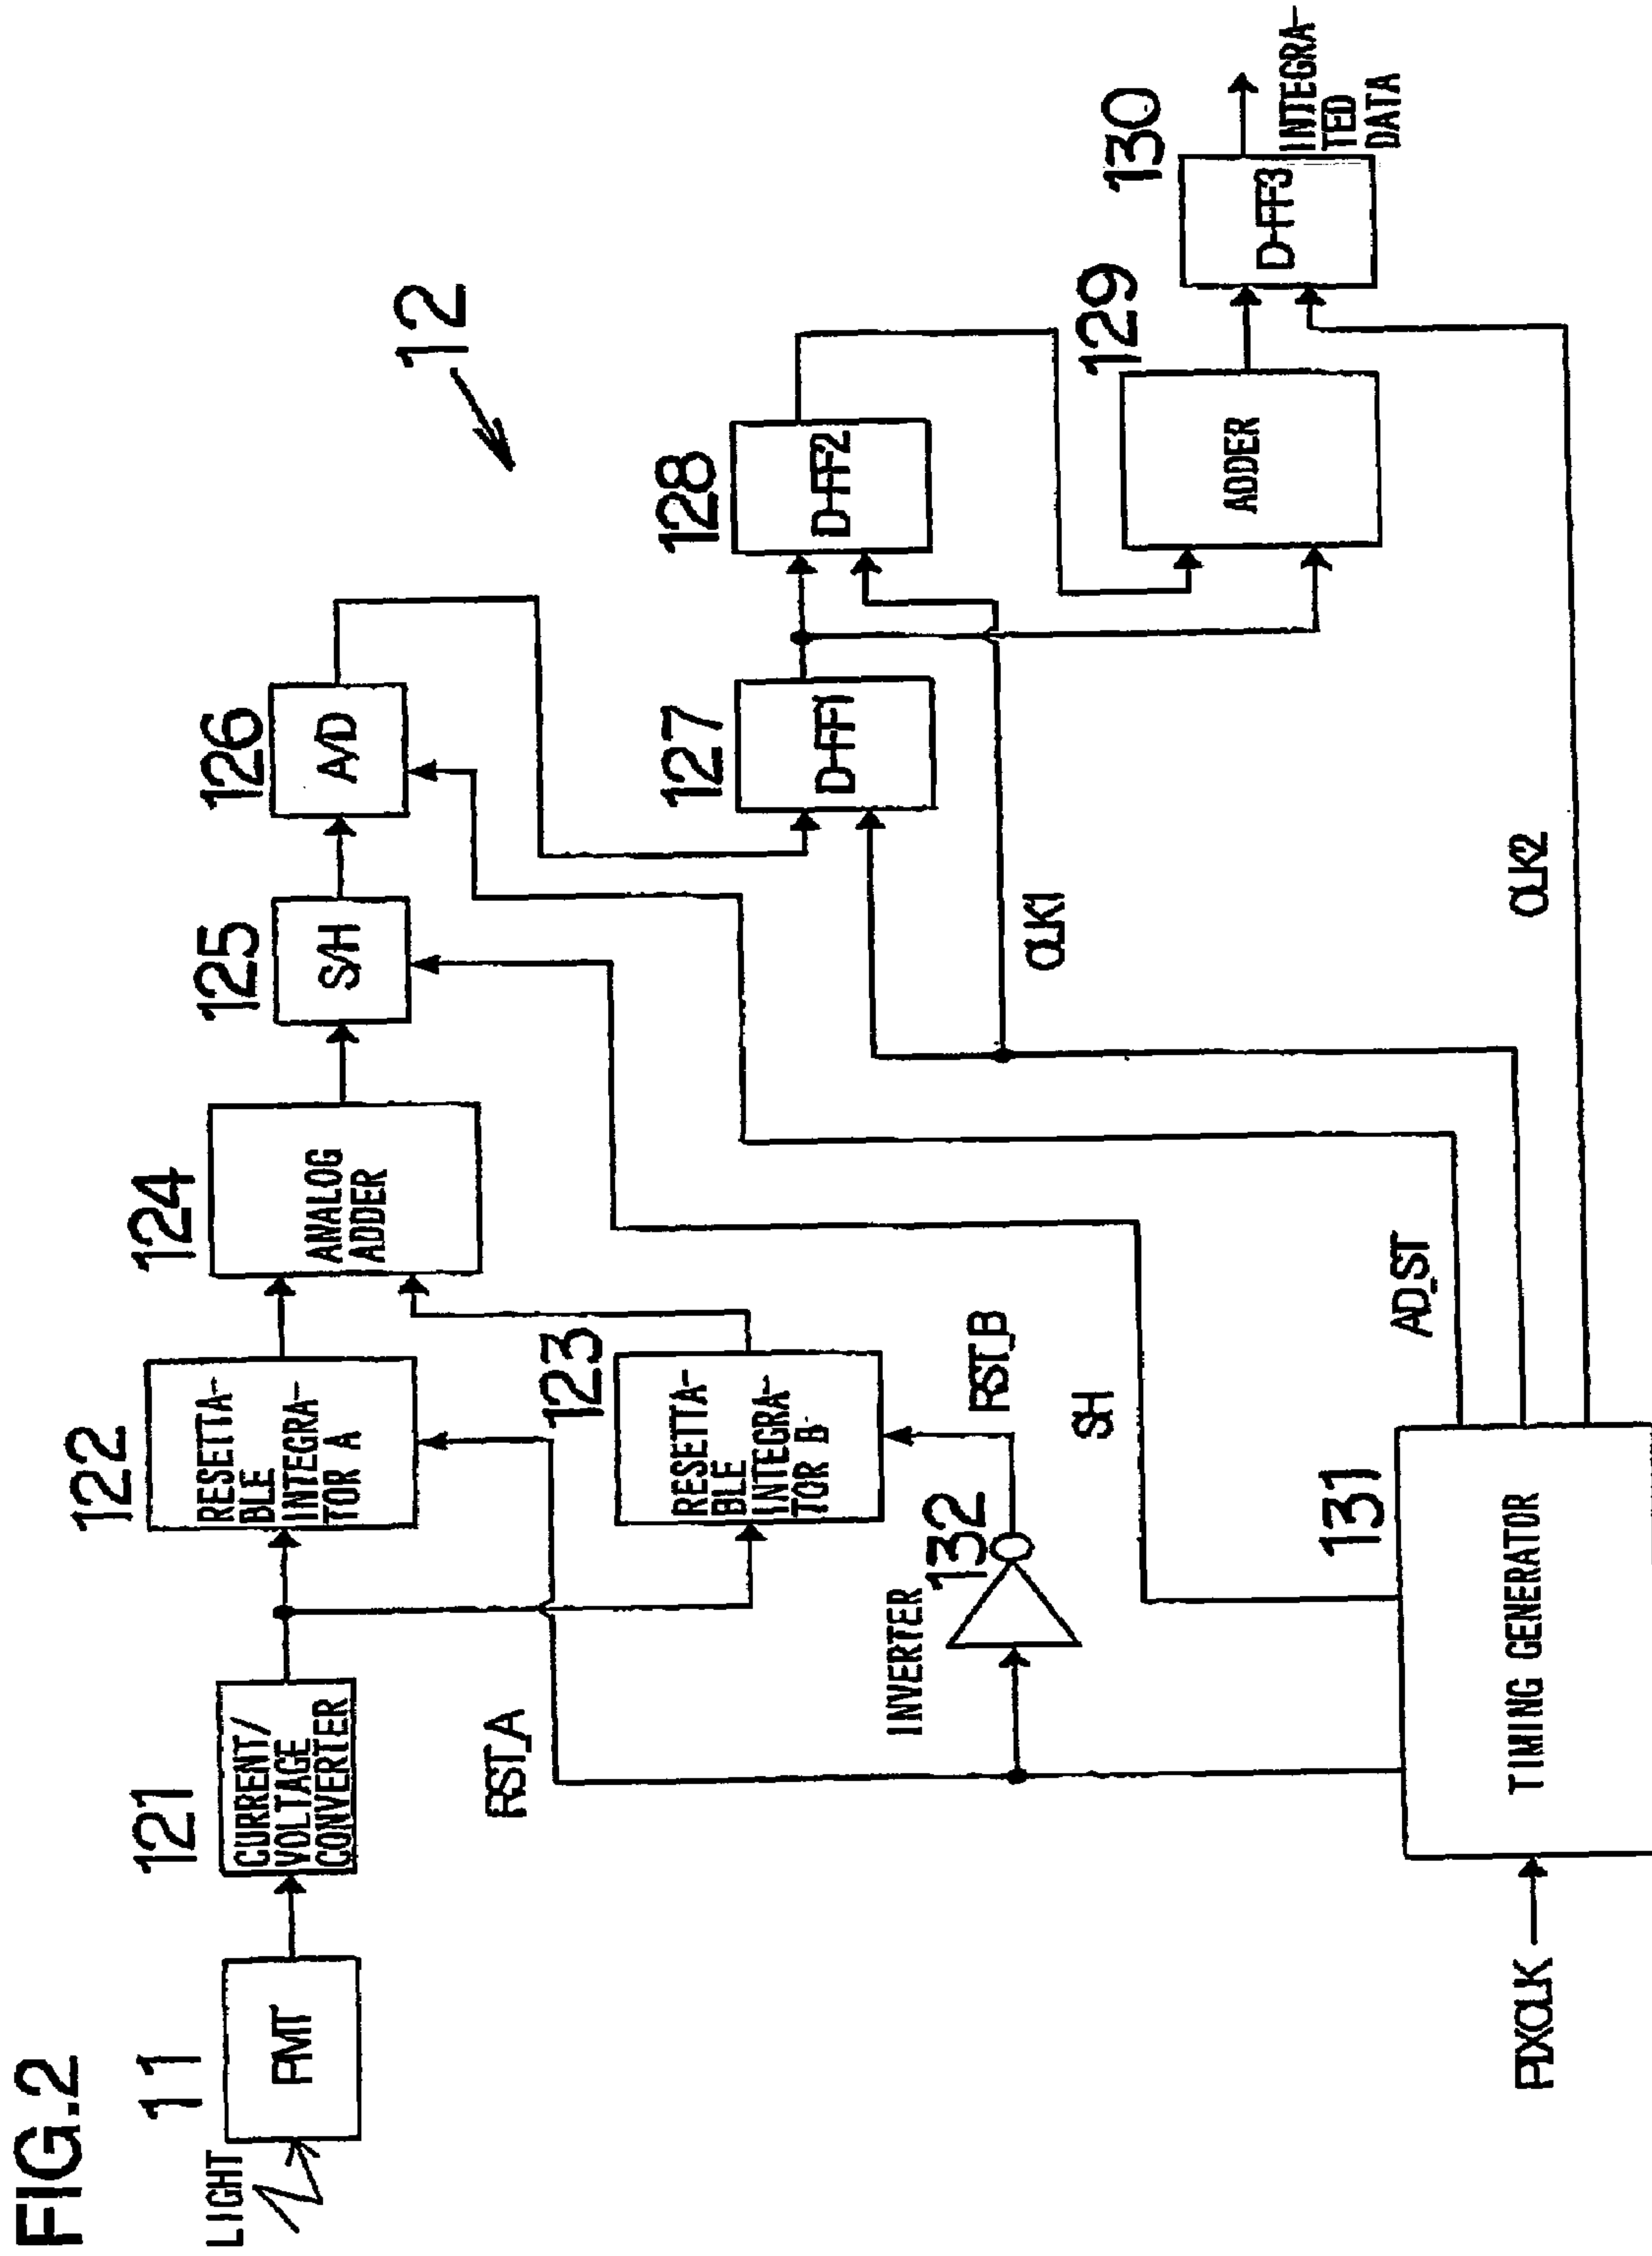 FIG.2
LIGHT
11
PMT
121
CURRENT/
VOLTAGE
CONVERTER
122
RESETTA-
BLE
INTEGRA-
TOR A
123
RESETTA-
BLE
INTEGRA-
TOR B
124
ANALOG
ADDER
125
S/H
126
A/D
12
127
D-FF1
128
D-FF2
129
ADDER
130
D-FF3
INTEGRA-
TED
DATA
RST_A
INVERTER
132
RST_B
SH
AD_ST
CLK1
CLK2
PIXCLK
131
TIMING GENERATOR